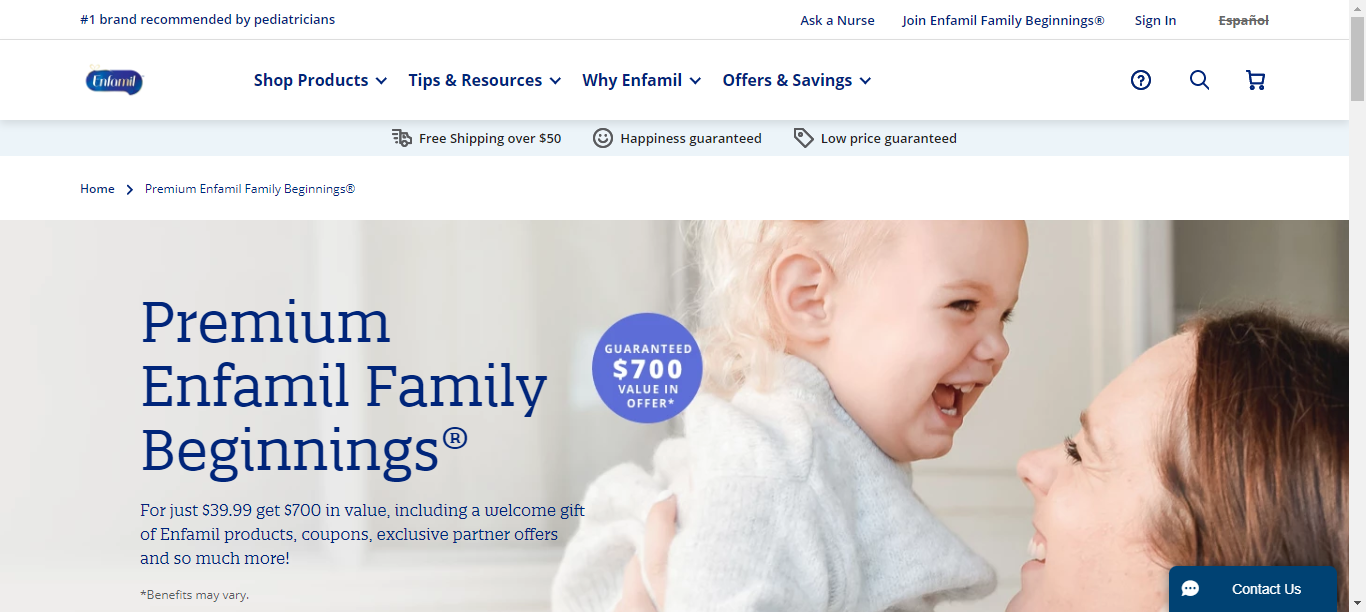 #1 brand recommended by pediatricians
Ask a Nurse
Join Enfamil Family Beginnings®
Sign In
Español
Enfamil
Shop Products
Tips & Resources
Why Enfamil
Offers & Savings
Free Shipping over $50
Happiness guaranteed
Low price guaranteed
Home
Premium Enfamil Family Beginnings®
Premium
Enfamil Family
Beginnings®
GUARANTEED
$700
VALUE IN
OFFER*
For just $39.99 get $700 in value, including a welcome gift
of Enfamil products, coupons, exclusive partner offers
and so much more!
*Benefits may vary.
Contact Us